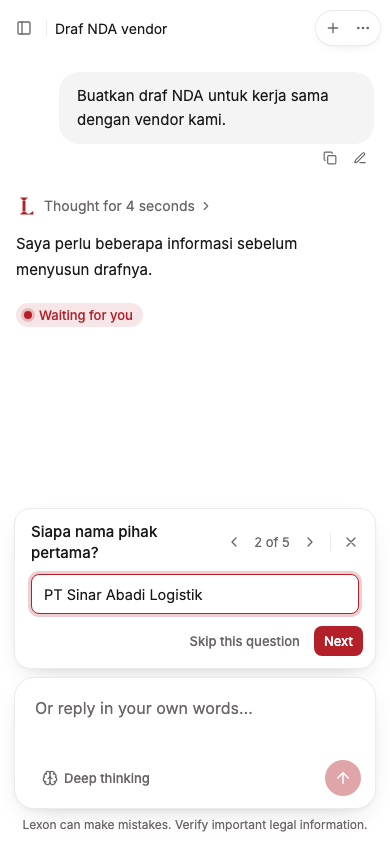 Draf NDA vendor
Buatkan draf NDA untuk kerja sama
dengan vendor kami.
L Thought for 4 seconds
Saya perlu beberapa informasi sebelum
menyusun drafnya.
Waiting for you
Siapa nama pihak
pertama?
2 of 5
PT Sinar Abadi Logistik
Skip this question Next
Or reply in your own words...
Deep thinking
Lexon can make mistakes. Verify important legal information.